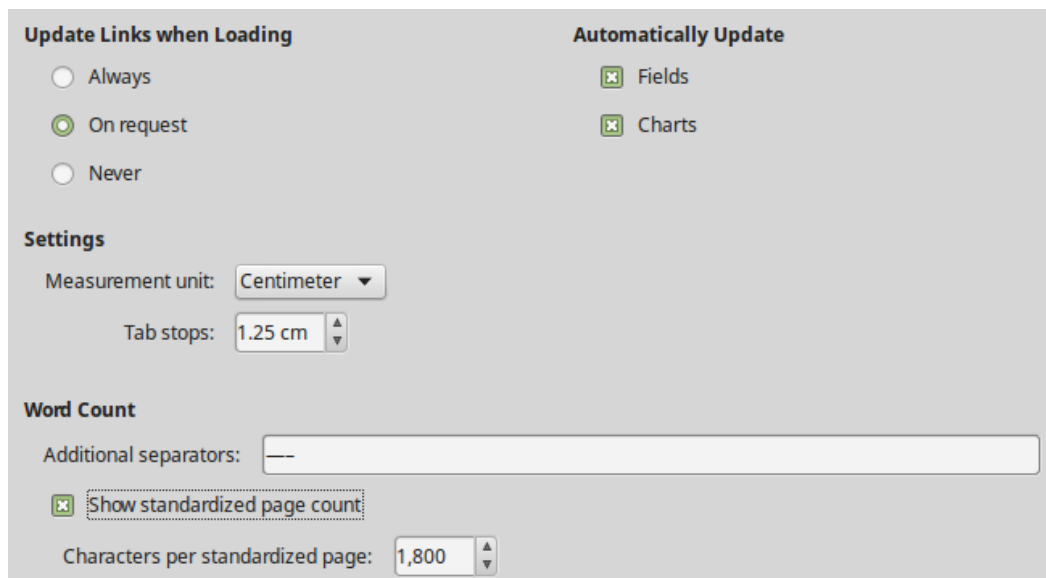 Update Links when Loading
Always
On request
Never
Automatically Update
Fields
Charts
Settings
Measurement unit: Centimeter
Tab stops: 1.25 cm
Word Count
Additional separators: —–
Show standardized page count
Characters per standardized page: 1,800